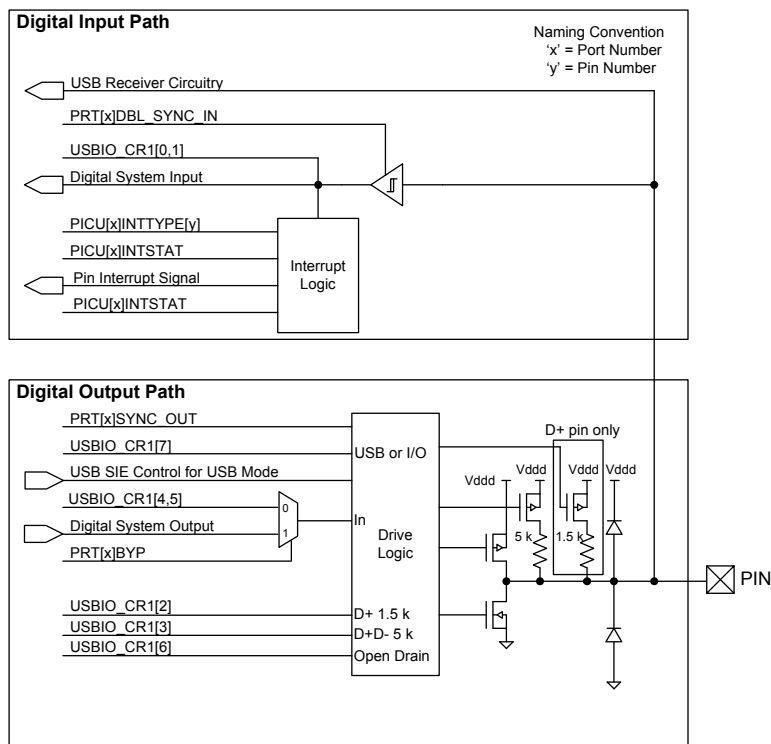 Digital Input Path
Naming Convention
‘x’ = Port Number
‘y’ = Pin Number
USB Receiver Circuitry
PRT[x]DBL_SYNC_IN
USBIO_CR1[0,1]
Digital System Input
PICU[x]INTTYPE[y]
PICU[x]INTSTAT
Interrupt
Logic
Pin Interrupt Signal
PICU[x]INTSTAT
Digital Output Path
PRT[x]SYNC_OUT
USBIO_CR1[7]
USB or I/O
USB SIE Control for USB Mode
USBIO_CR1[4,5]
0
Digital System Output
1
In
PRT[x]BYP
Drive
Logic
D+ pin only
Vddd
Vddd
Vddd
Vddd
5 k
1.5 k
PIN
USBIO_CR1[2]
D+ 1.5 k
USBIO_CR1[3]
D+D- 5 k
USBIO_CR1[6]
Open Drain